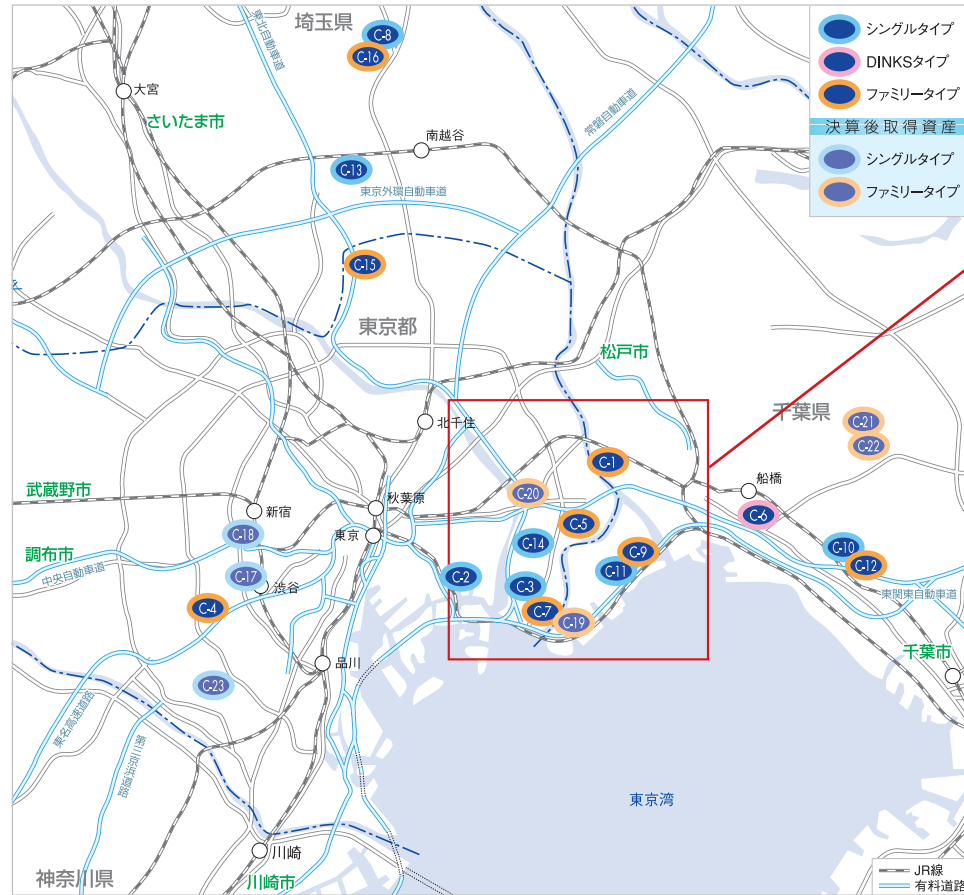 埼玉県
東北自動車道
C-8
C-16
シングルタイプ
DINKSタイプ
ファミリータイプ
決算後取得資産
シングルタイプ
ファミリータイプ
大宮
さいたま市
南越谷
常磐自動車道
C-13
東京外環自動車道
C-15
東京都
松戸市
千葉県
北千住
C-21
C-22
C-1
武蔵野市
秋葉原
新宿
C-20
船橋
C-6
東京
C-18
C-5
C-14
調布市
中央自動車道
C-17
渋谷
C-2
C-3
C-9
C-11
C-10
C-12
東関東自動車道
C-4
C-7
C-19
千葉市
品川
C-23
東名高速道路
第三京浜道路
東京湾
川崎
神奈川県
川崎市
JR線
有料道路